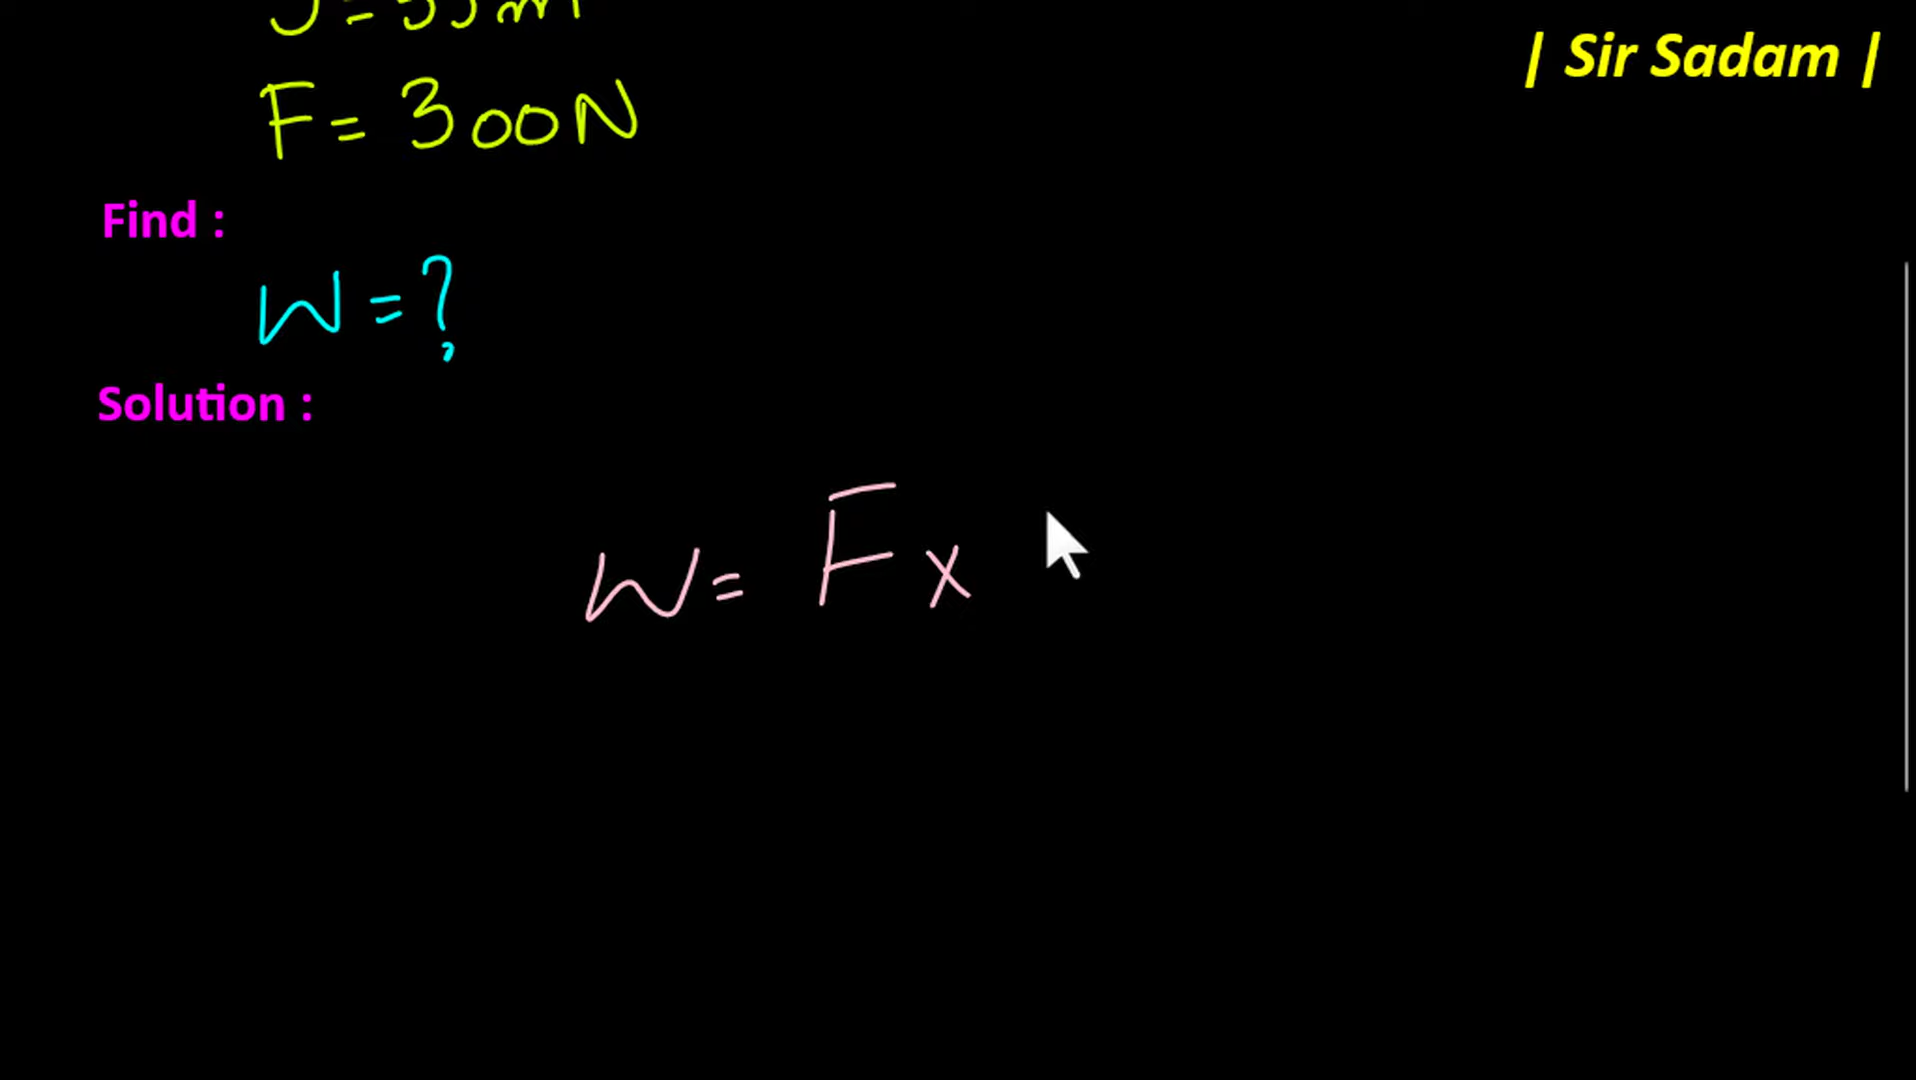 | Sir Sadam |
F = 300N
Find :
W = ?
Solution :
W = F x